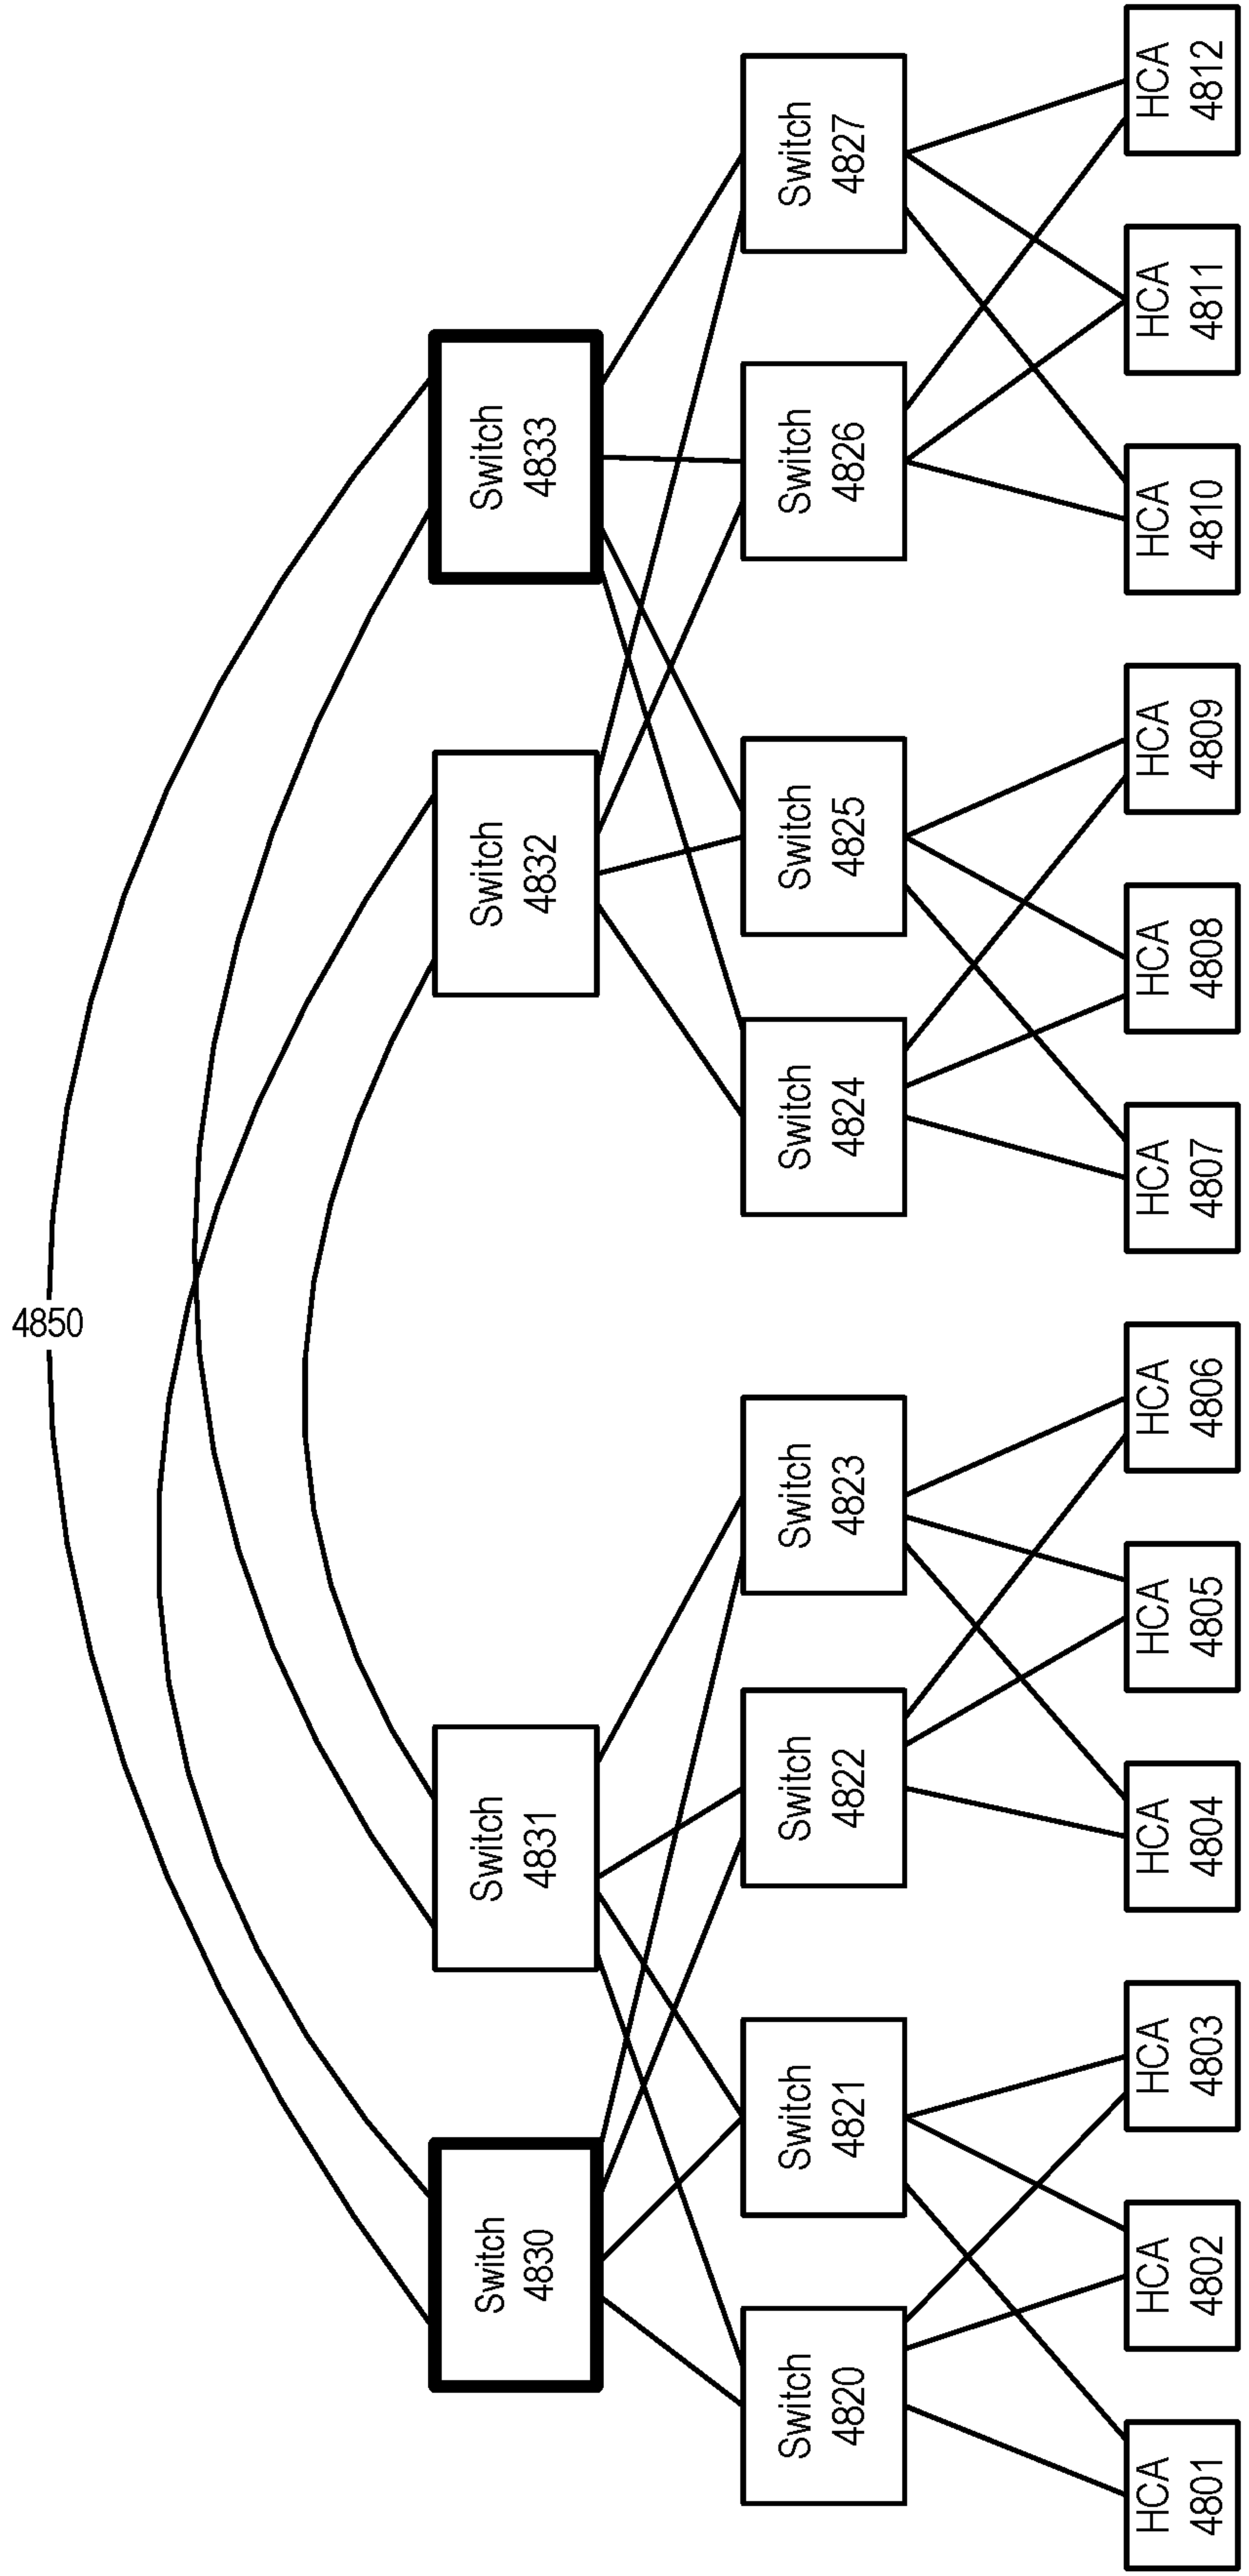 4850
Switch
4830
Switch
4831
Switch
4832
Switch
4833
Switch
4820
Switch
4821
Switch
4822
Switch
4823
Switch
4824
Switch
4825
Switch
4826
Switch
4827
HCA
4801
HCA
4802
HCA
4803
HCA
4804
HCA
4805
HCA
4806
HCA
4807
HCA
4808
HCA
4809
HCA
4810
HCA
4811
HCA
4812